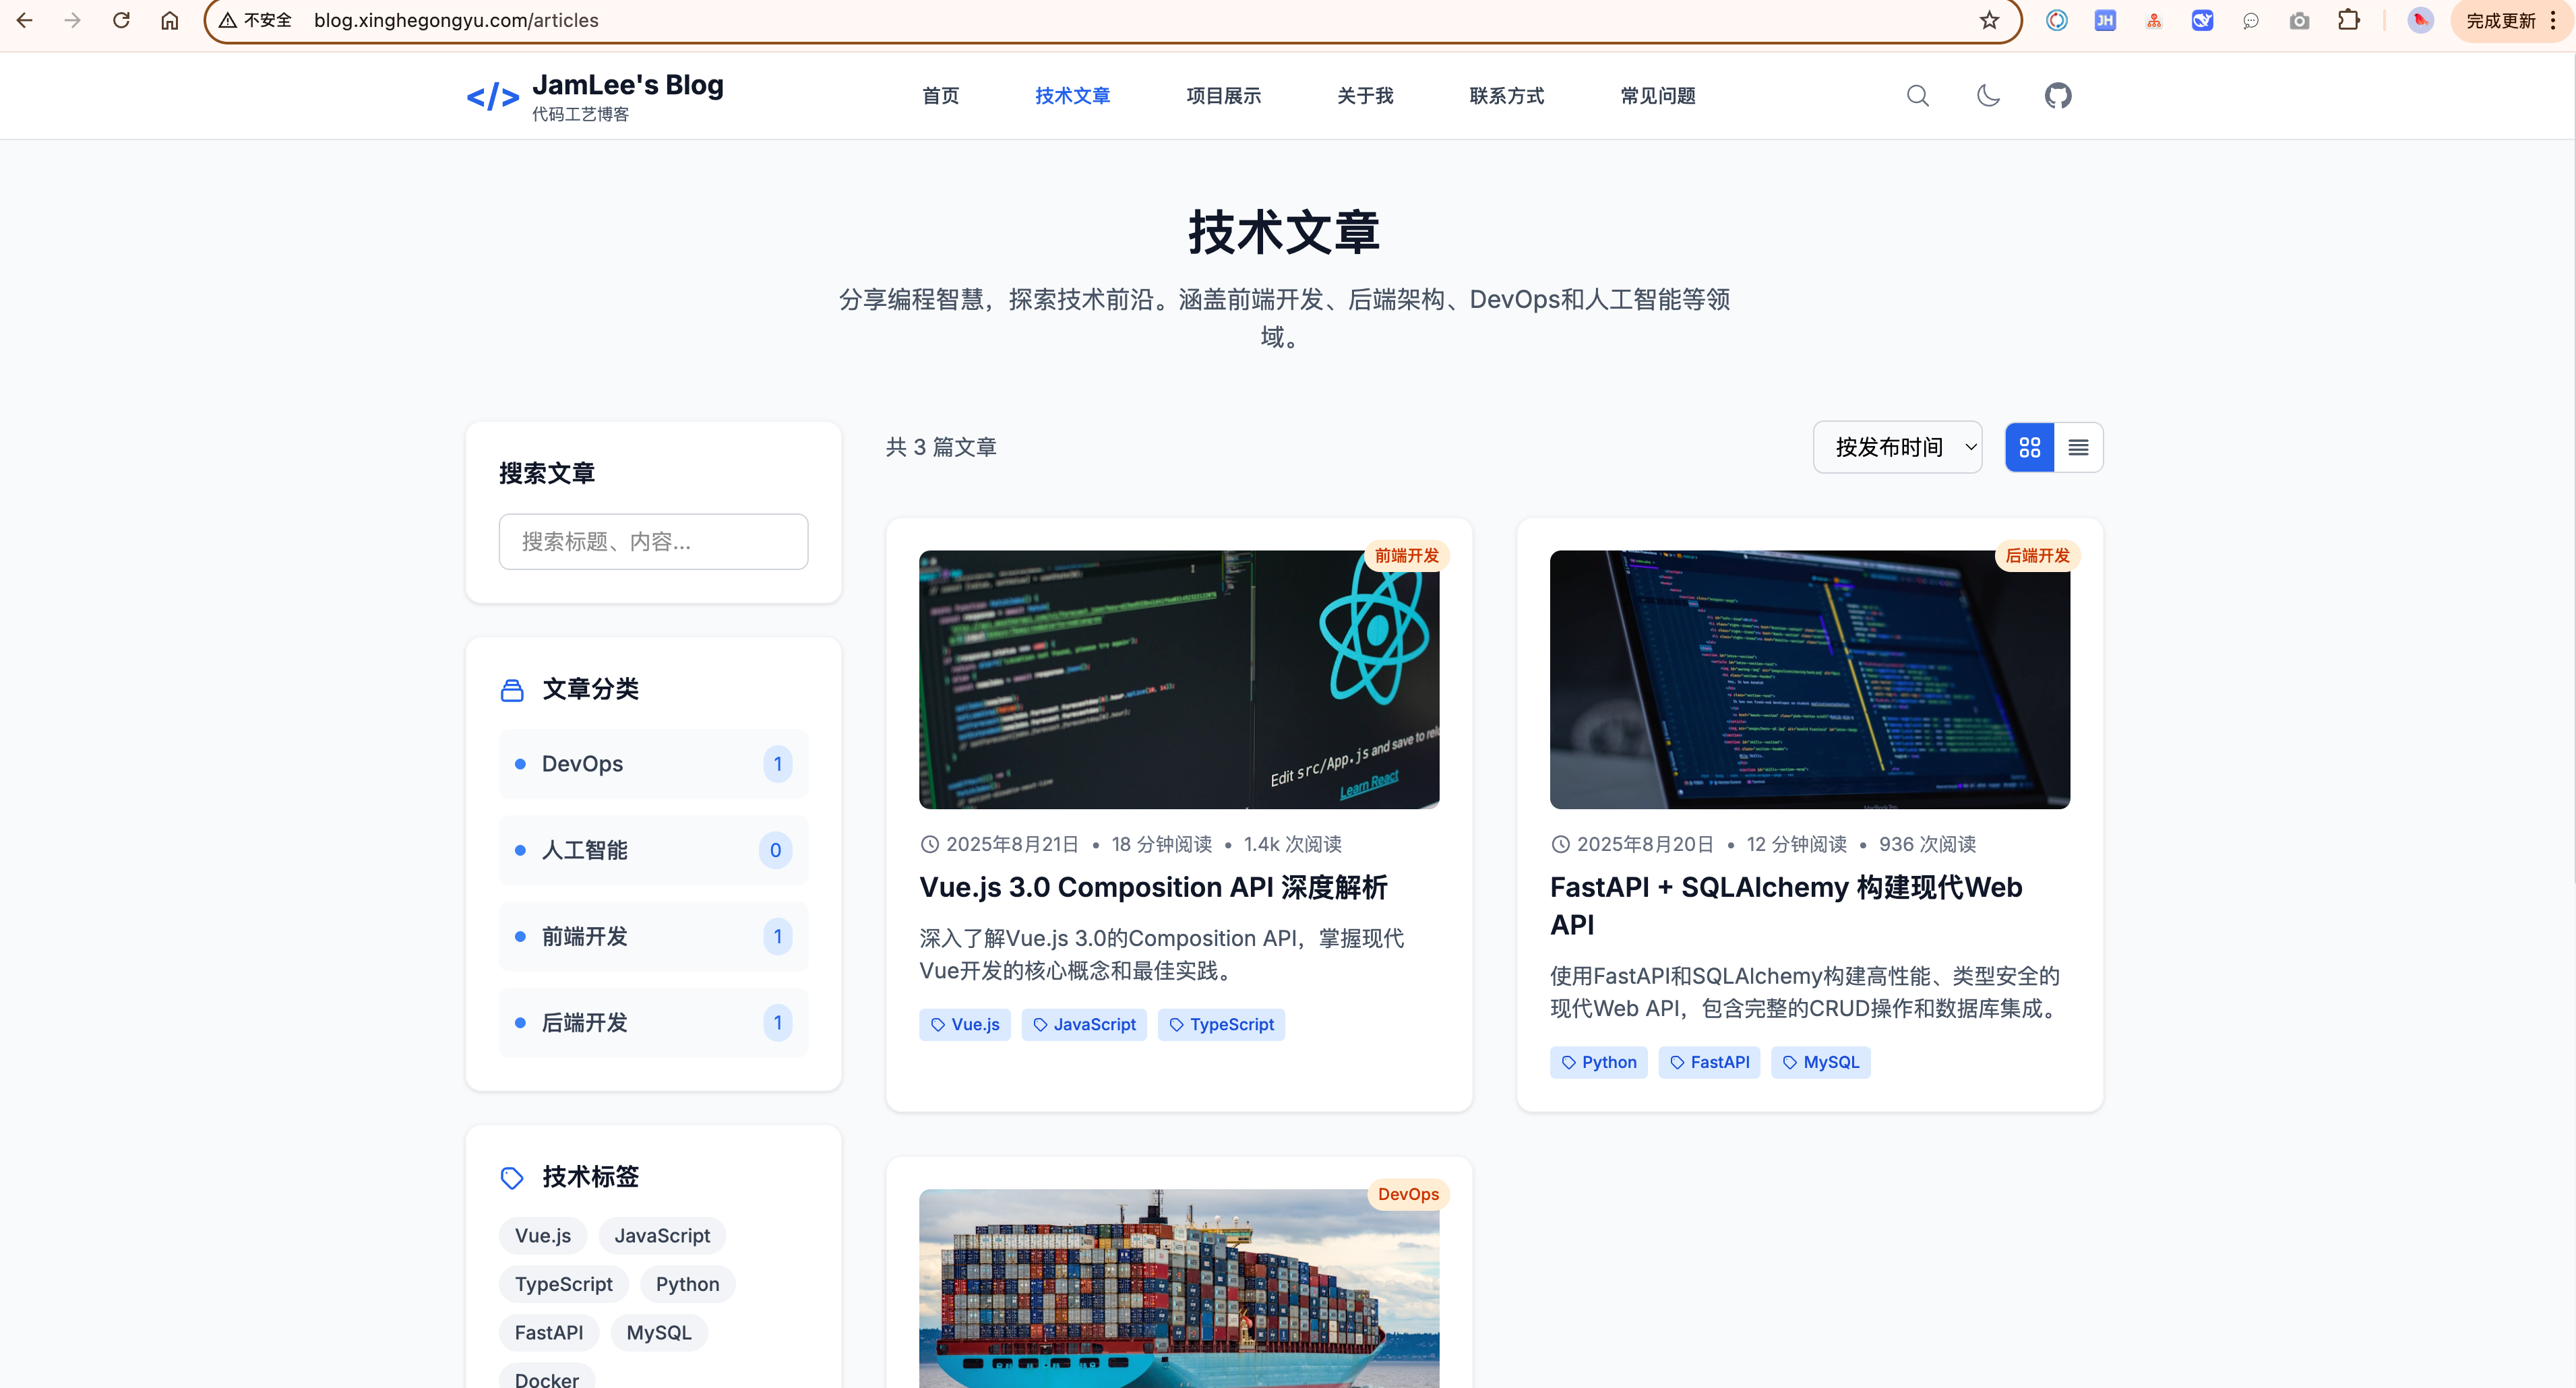 不安全 blog.xinghegongyu.com/articles
JH
完成更新
</> JamLee's Blog
代码工艺博客
首页 技术文章 项目展示 关于我 联系方式 常见问题
技术文章
分享编程智慧，探索技术前沿。涵盖前端开发、后端架构、DevOps和人工智能等领
域。
搜索文章
搜索标题、内容...
文章分类
DevOps 1
人工智能 0
前端开发 1
后端开发 1
技术标签
Vue.js JavaScript
TypeScript Python
FastAPI MySQL
Docker
共 3 篇文章
按发布时间
前端开发
Edit src/App.js and save to rel
Learn React
2025年8月21日 • 18 分钟阅读 • 1.4k 次阅读
Vue.js 3.0 Composition API 深度解析
深入了解Vue.js 3.0的Composition API，掌握现代
Vue开发的核心概念和最佳实践。
Vue.js JavaScript TypeScript
后端开发
MacBook Pro
2025年8月20日 • 12 分钟阅读 • 936 次阅读
FastAPI + SQLAlchemy 构建现代Web
API
使用FastAPI和SQLAlchemy构建高性能、类型安全的
现代Web API，包含完整的CRUD操作和数据库集成。
Python FastAPI MySQL
DevOps